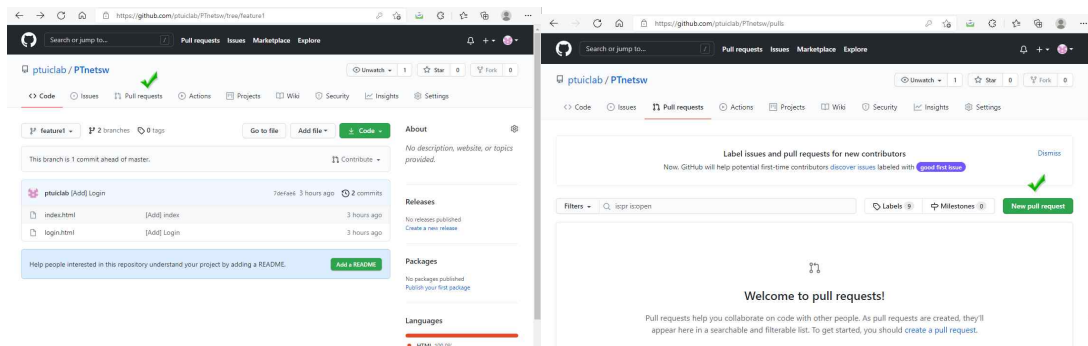 https://github.com/ptuiclab/PTnetsw/tree/feature1
Search or jump to... / Pull requests Issues Marketplace Explore
ptuiclab / PTnetsw
Unwatch 1 Star 0 Fork 0
Code Issues Pull requests Actions Projects Wiki Security Insights Settings
feature1 2 branches 0 tags Go to file Add file Code
This branch is 1 commit ahead of master. Contribute
ptuiclab [Add] Login 3 hours ago 2 commits
index.html [Add] index 3 hours ago
login.html [Add] Login 3 hours ago
Help people interested in this repository understand your project by adding a README. Add a README
About
No description, website, or topics
provided.
Releases
No releases published
Create a new release
Packages
No packages published
Publish your first package
Languages
https://github.com/ptuiclab/PTnetsw/pulls
Search or jump to... / Pull requests Issues Marketplace Explore
ptuiclab / PTnetsw
Unwatch 1 Star 0 Fork 0
Code Issues Pull requests Actions Projects Wiki Security Insights Settings
Label issues and pull requests for new contributors Dismiss
Now, GitHub will help potential first-time contributors discover issues labeled with good first issue
Filters is:pr is:open Labels 9 Milestones 0 New pull request
Welcome to pull requests!
Pull requests help you collaborate on code with other people. As pull requests are created, they'll
appear here in a searchable and filterable list. To get started, you should create a pull request.